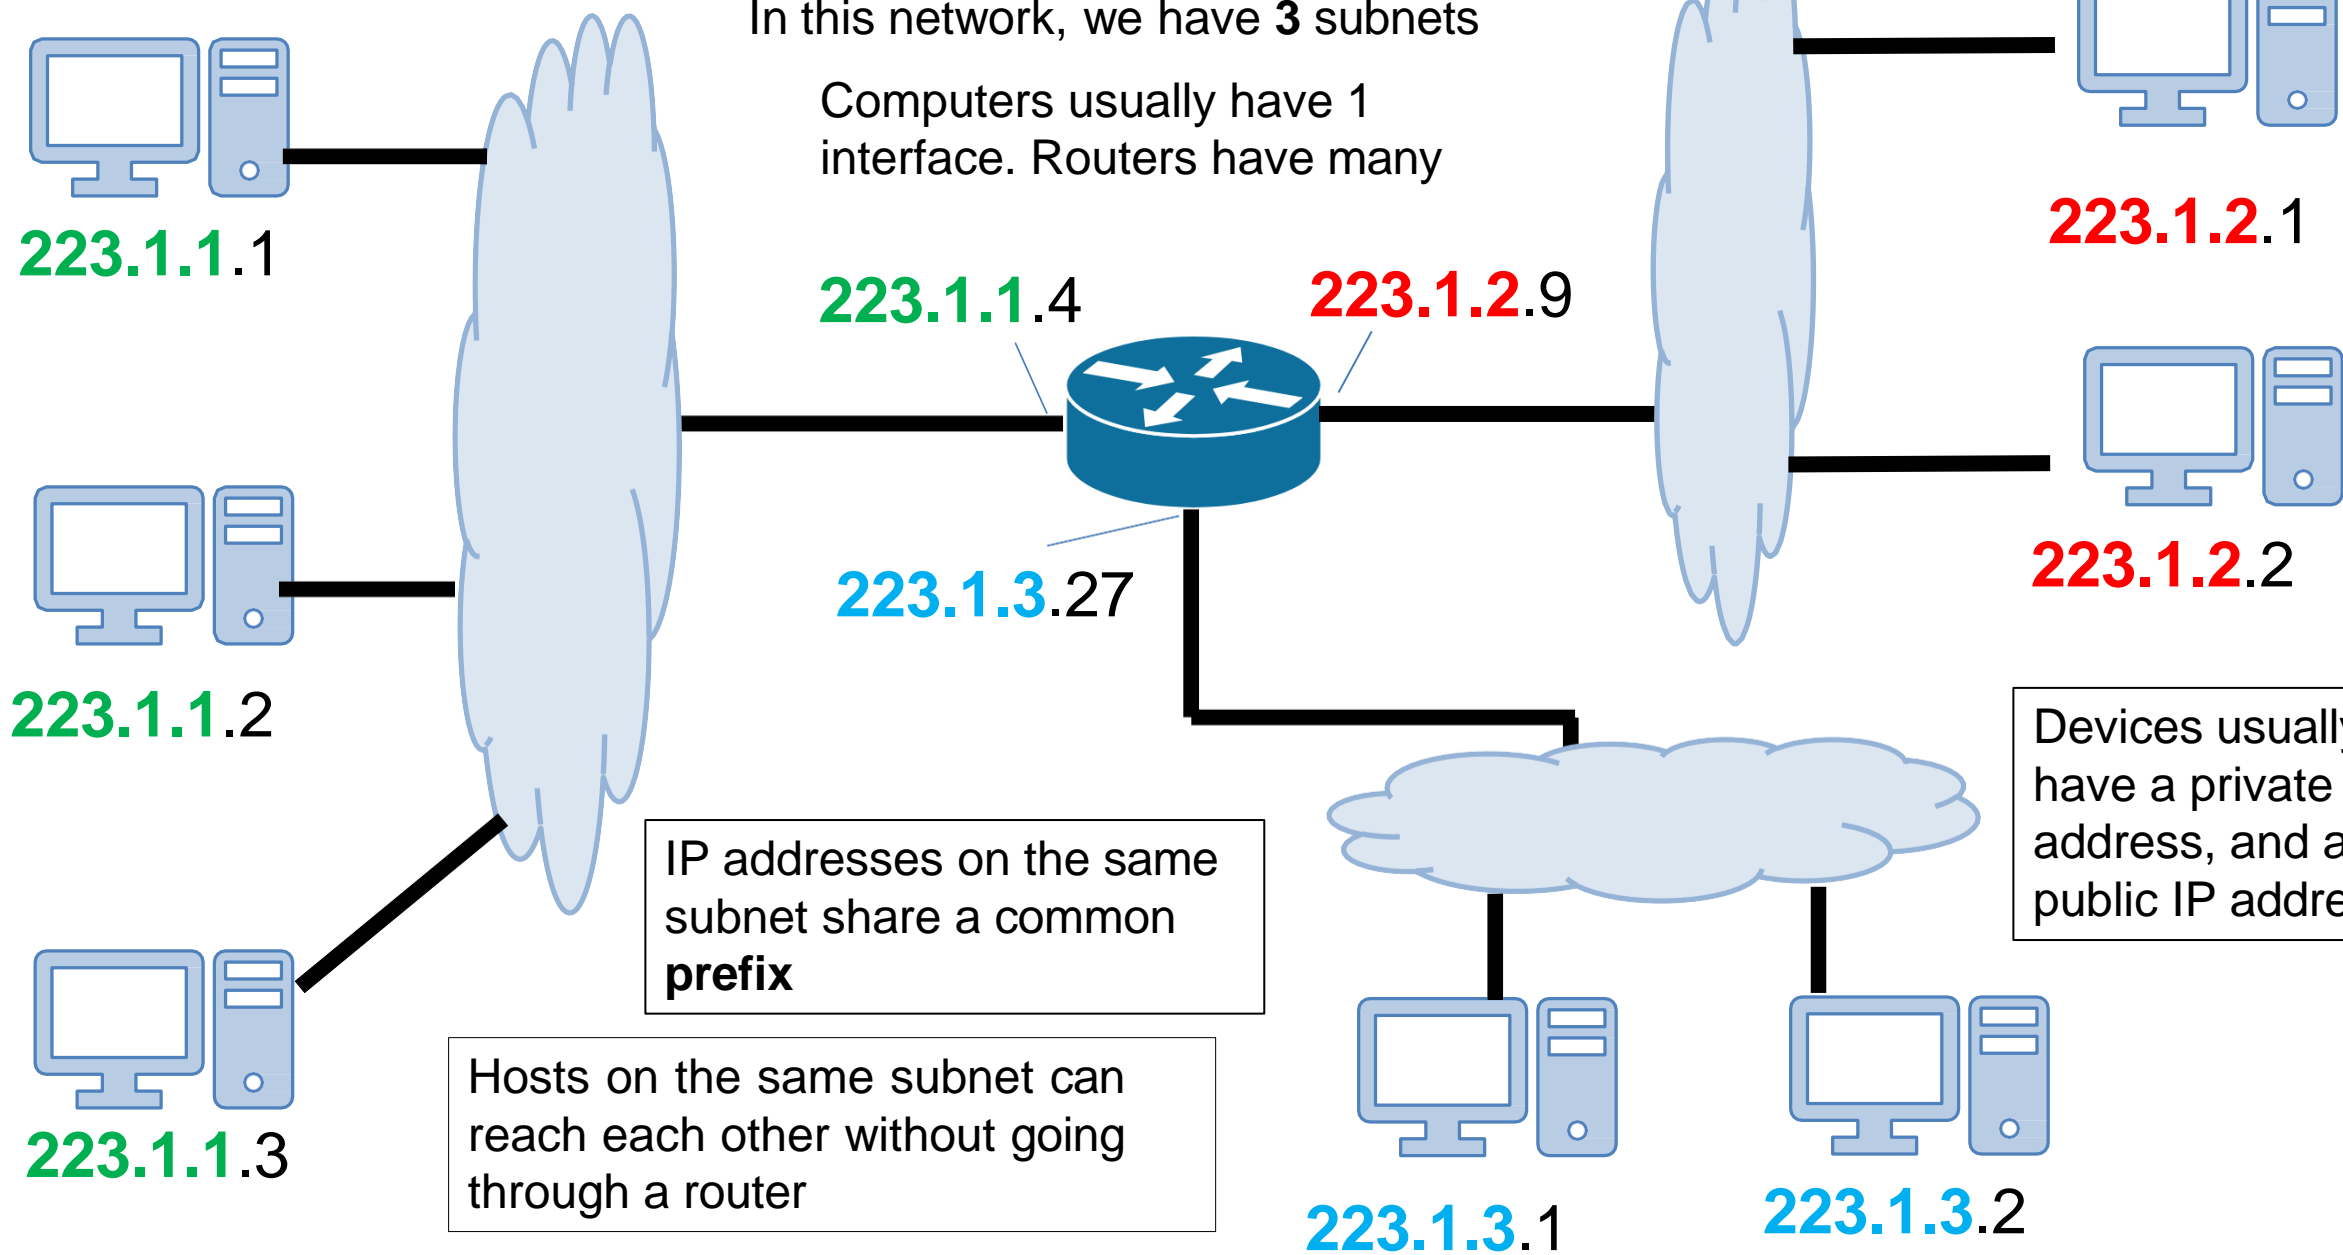 In this network, we have 3 subnets
Computers usually have 1
interface. Routers have many
223.1.1.1
223.1.2.1
223.1.1.4
223.1.2.9
223.1.2.2
223.1.3.27
223.1.1.2
Devices usually
have a private
address, and a
public IP addre
IP addresses on the same
subnet share a common
prefix
Hosts on the same subnet can
reach each other without going
through a router
223.1.1.3
223.1.3.1
223.1.3.2